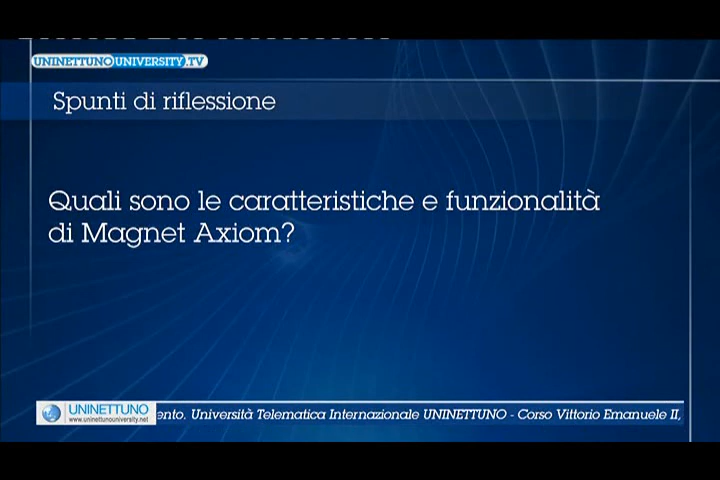 UNINETTUNOUNIVERSITY.TV
Spunti di riflessione
Quali sono le caratteristiche e funzionalità
di Magnet Axiom?
UNINETTUNO
www.uninettunouniversity.net
ento. Università Telematica Internazionale UNINETTUNO - Corso Vittorio Emanuele II,